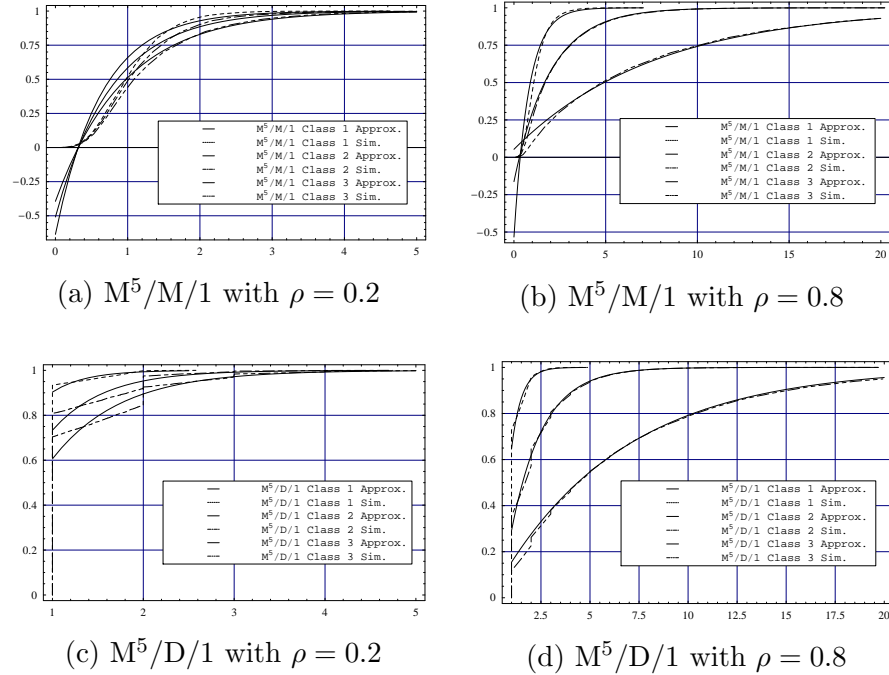 1
0.75
0.5
0.25
0
−0.25
−0.5
0 1 2 3 4 5
M⁵/M/1 Class 1 Approx.
M⁵/M/1 Class 1 Sim.
M⁵/M/1 Class 2 Approx.
M⁵/M/1 Class 2 Sim.
M⁵/M/1 Class 3 Approx.
M⁵/M/1 Class 3 Sim.
(a) M⁵/M/1 with ρ = 0.2
1
0.75
0.5
0.25
0
−0.25
−0.5
0 5 10 15 20
M⁵/M/1 Class 1 Approx.
M⁵/M/1 Class 1 Sim.
M⁵/M/1 Class 2 Approx.
M⁵/M/1 Class 2 Sim.
M⁵/M/1 Class 3 Approx.
M⁵/M/1 Class 3 Sim.
(b) M⁵/M/1 with ρ = 0.8
1
0.8
0.6
0.4
0.2
0
1 2 3 4 5
M⁵/D/1 Class 1 Approx.
M⁵/D/1 Class 1 Sim.
M⁵/D/1 Class 2 Approx.
M⁵/D/1 Class 2 Sim.
M⁵/D/1 Class 3 Approx.
M⁵/D/1 Class 3 Sim.
(c) M⁵/D/1 with ρ = 0.2
1
0.8
0.6
0.4
0.2
0
2.5 5 7.5 10 12.5 15 17.5 20
M⁵/D/1 Class 1 Approx.
M⁵/D/1 Class 1 Sim.
M⁵/D/1 Class 2 Approx.
M⁵/D/1 Class 2 Sim.
M⁵/D/1 Class 3 Approx.
M⁵/D/1 Class 3 Sim.
(d) M⁵/D/1 with ρ = 0.8